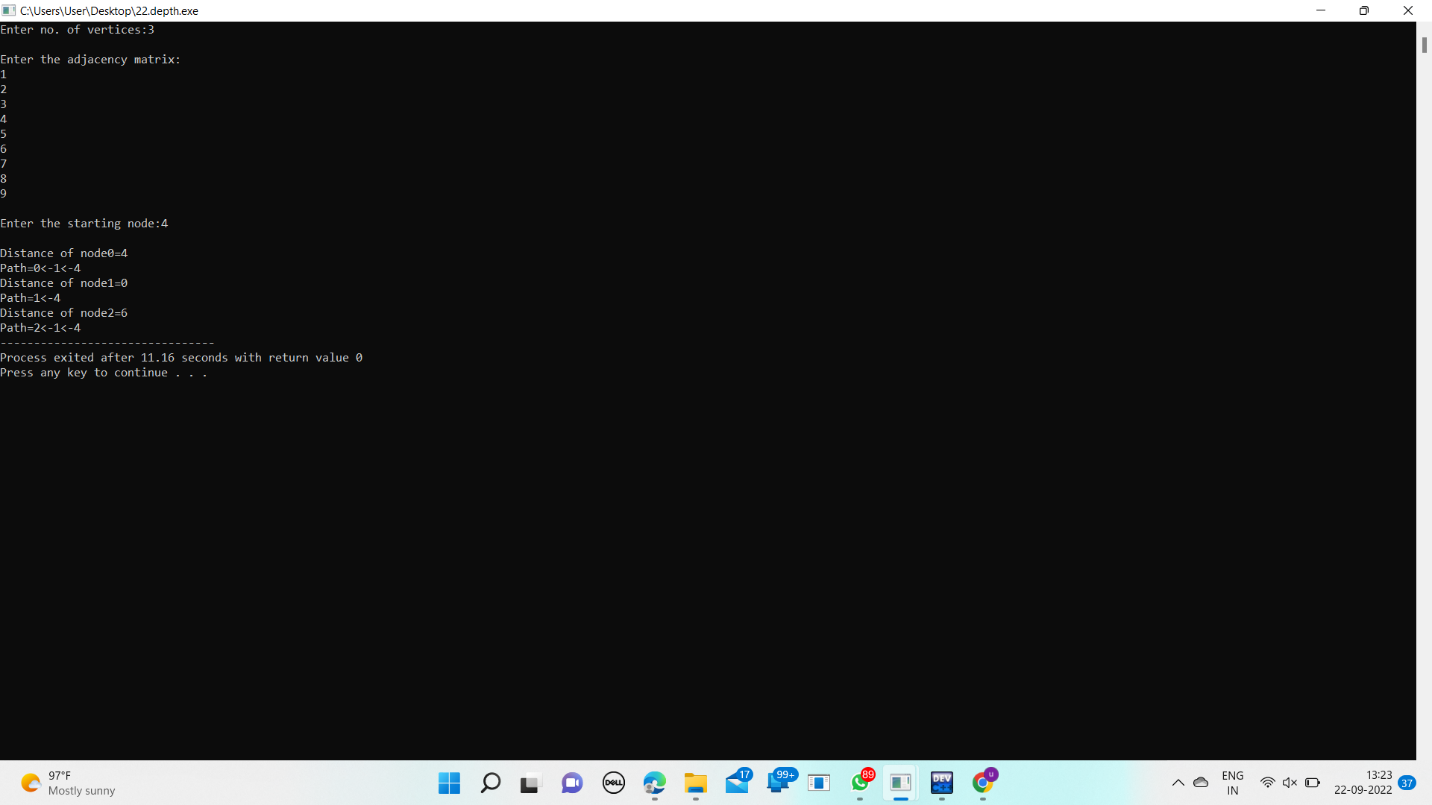 C:\Users\User\Desktop\22.depth.exe
Enter no. of vertices:3
Enter the adjacency matrix:
1
2
3
4
5
6
7
8
9
Enter the starting node:4
Distance of node0=4
Path=0<-1<-4
Distance of node1=0
Path=1<-4
Distance of node2=6
Path=2<-1<-4
--------------------------------
Process exited after 11.16 seconds with return value 0
Press any key to continue . . .
97°F
Mostly sunny
DELL
17
99+
89
DEV
u
ENG
IN
13:23
22-09-2022
37